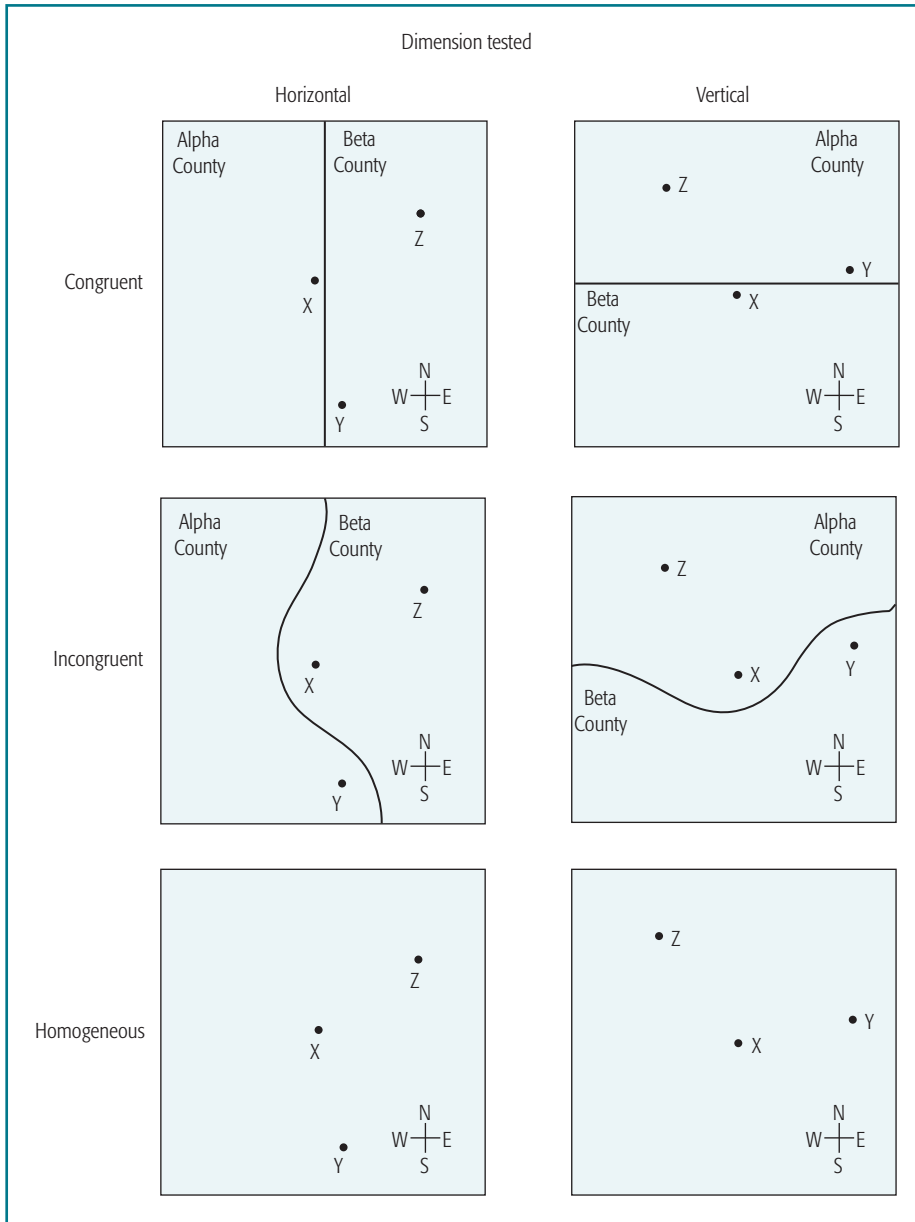 Dimension tested
Horizontal
Vertical
Congruent
Alpha
County
Beta
County
Z
X
Y
N
W E
S
Alpha
County
Z
Y
Beta
County
X
N
W E
S
Incongruent
Alpha
County
Beta
County
Z
X
Y
N
W E
S
Alpha
County
Z
X
Y
Beta
County
N
W E
S
Homogeneous
Z
X
Y
N
W E
S
Z
Y
X
N
W E
S